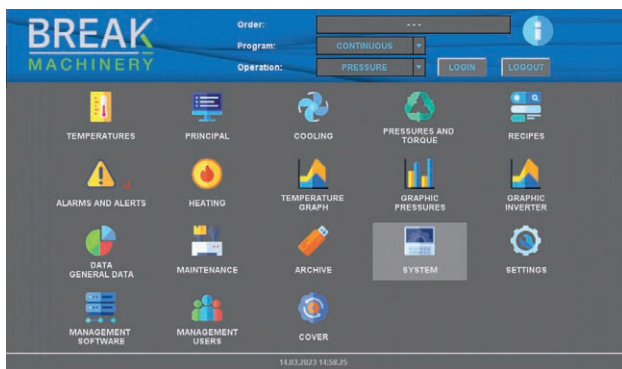 BREAK
MACHINERY
Order:
---
Program:
CONTINUOUS
Operation:
PRESSURE
LOGIN
LOGOUT
i
TEMPERATURES
PRINCIPAL
COOLING
PRESSURES AND
TORQUE
RECIPES
ALARMS AND ALERTS
HEATING
TEMPERATURE
GRAPH
GRAPHIC
PRESSURES
GRAPHIC
INVERTER
DATA
GENERAL DATA
MAINTENANCE
ARCHIVE
SYSTEM
SETTINGS
MANAGEMENT
SOFTWARE
MANAGEMENT
USERS
COVER
14.03.2023 14:58.25